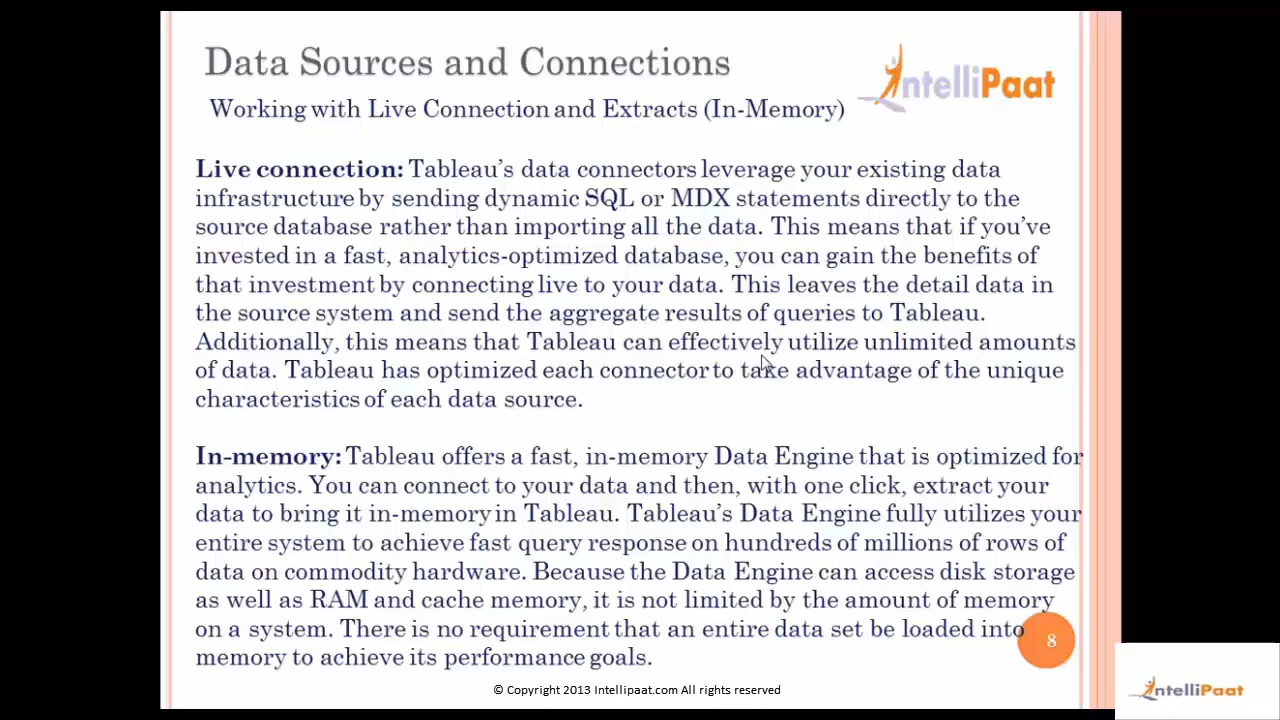 Data Sources and Connections
IntelliPaat
Working with Live Connection and Extracts (In-Memory)
Live connection: Tableau's data connectors leverage your existing data
infrastructure by sending dynamic SQL or MDX statements directly to the
source database rather than importing all the data. This means that if you've
invested in a fast, analytics-optimized database, you can gain the benefits of
that investment by connecting live to your data. This leaves the detail data in
the source system and send the aggregate results of queries to Tableau.
Additionally, this means that Tableau can effectively utilize unlimited amounts
of data. Tableau has optimized each connector to take advantage of the unique
characteristics of each data source.
In-memory: Tableau offers a fast, in-memory Data Engine that is optimized for
analytics. You can connect to your data and then, with one click, extract your
data to bring it in-memory in Tableau. Tableau's Data Engine fully utilizes your
entire system to achieve fast query response on hundreds of millions of rows of
data on commodity hardware. Because the Data Engine can access disk storage
as well as RAM and cache memory, it is not limited by the amount of memory
on a system. There is no requirement that an entire data set be loaded into
memory to achieve its performance goals.
8
© Copyright 2013 Intellipaat.com All rights reserved
IntelliPaat